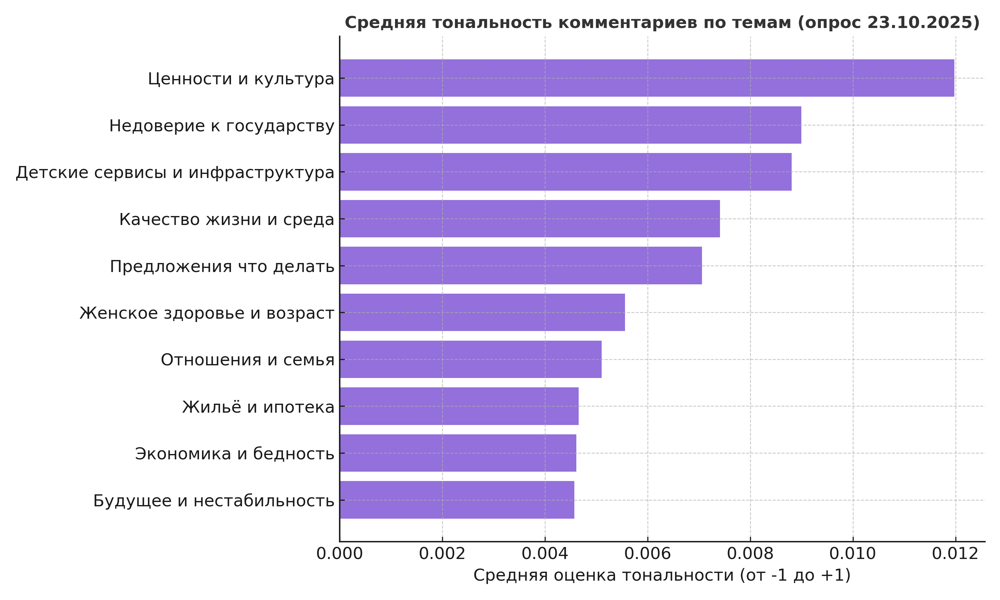 Средняя тональность комментариев по темам (опрос 23.10.2025)
Ценности и культура
Недоверие к государству
Детские сервисы и инфраструктура
Качество жизни и среда
Предложения что делать
Женское здоровье и возраст
Отношения и семья
Жильё и ипотека
Экономика и бедность
Будущее и нестабильность
0.000 0.002 0.004 0.006 0.008 0.010 0.012
Средняя оценка тональности (от -1 до +1)